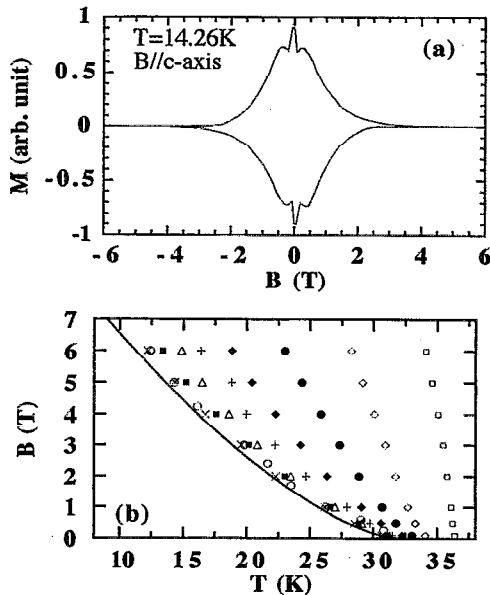 1
T=14.26K
(a)
B//c-axis
0.5
M (arb. unit)
0
-0.5
-1
-6 -4 -2 0 2 4 6
B (T)
7
6
5
4
B (T)
3
2
1
(b)
0
10 15 20 25 30 35
T (K)